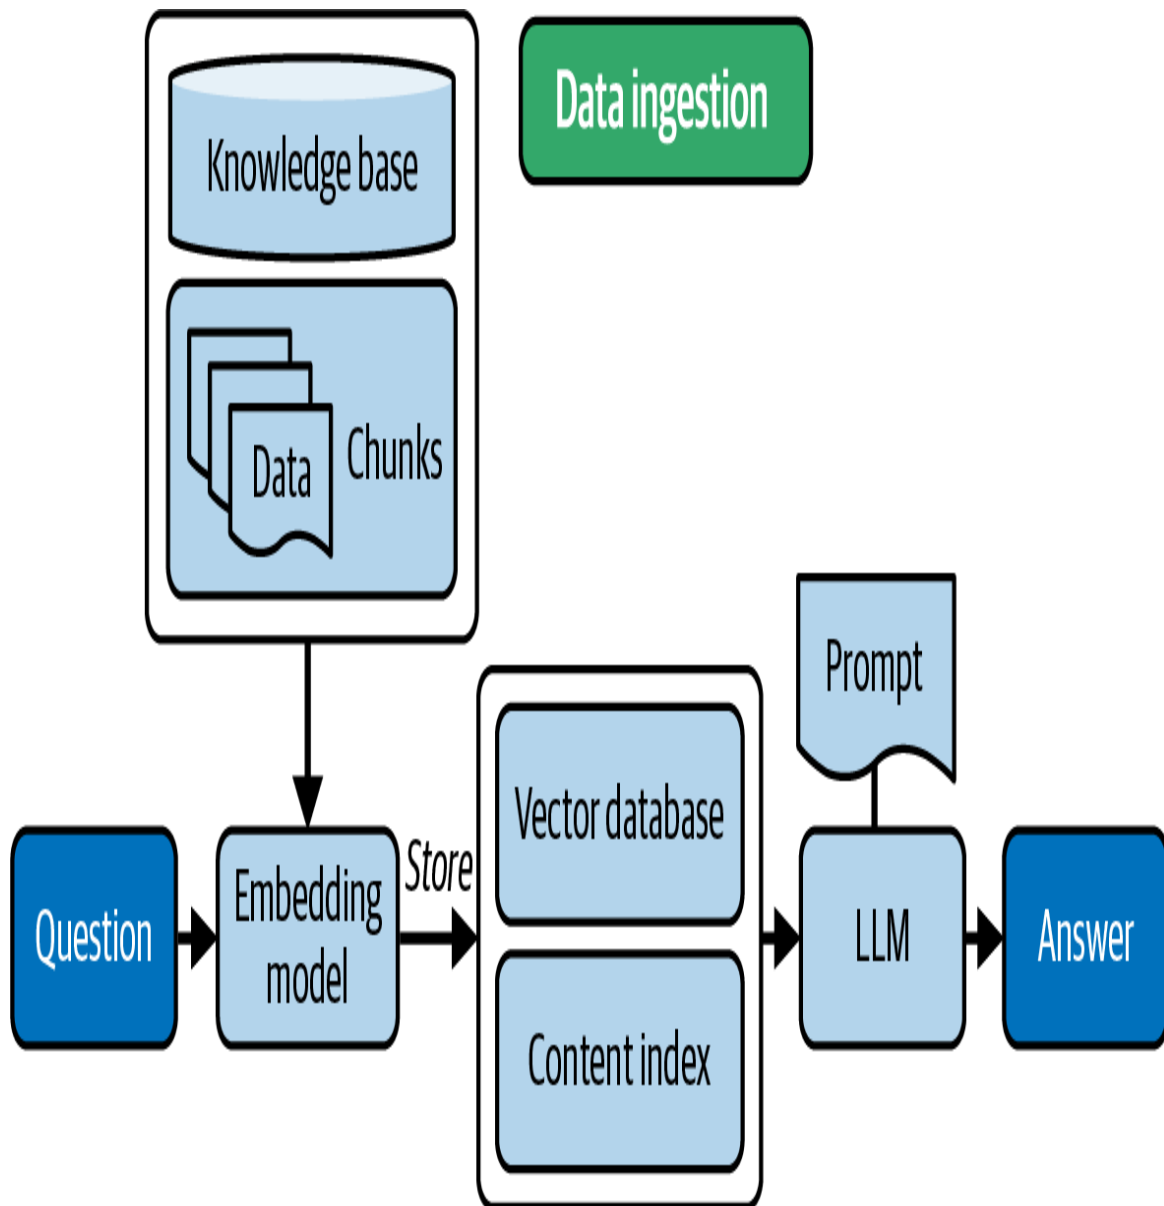 Data ingestion
Knowledge base
Data
Chunks
Prompt
Question
Embedding
model
Store
Vector database
Content index
LLM
Answer